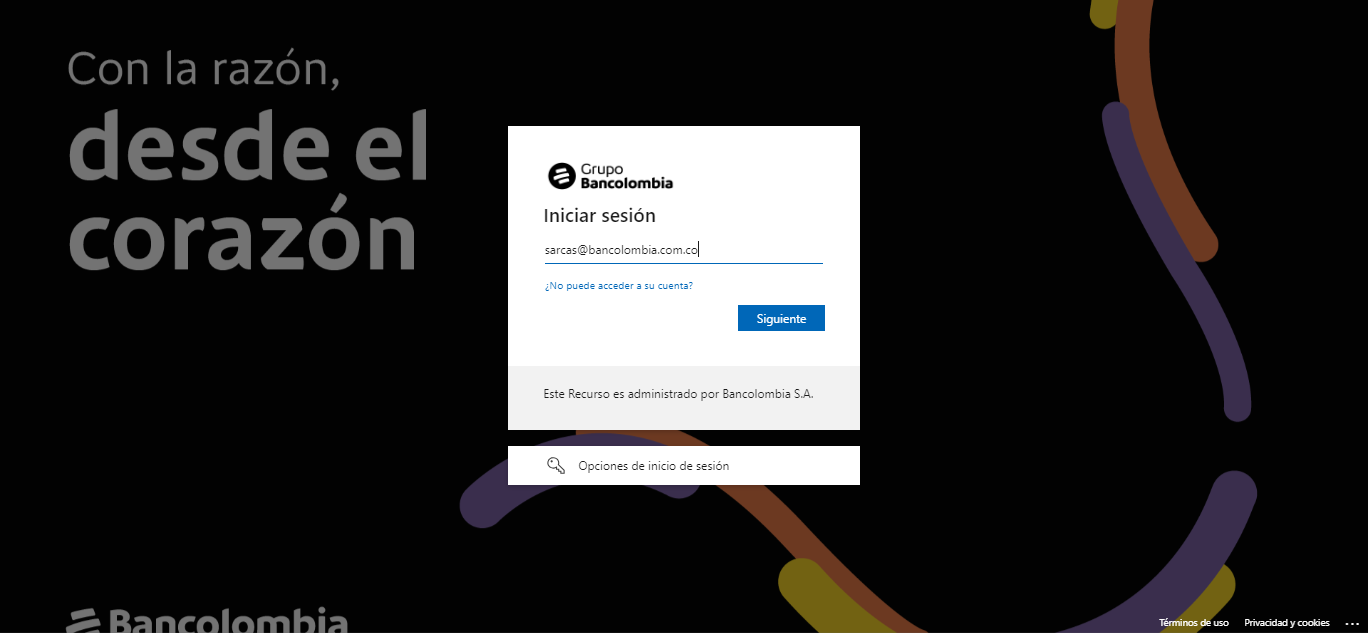 Con la razón,
desde el
corazón
Grupo
Bancolombia
Iniciar sesión
sarcas@bancolombia.com.co
¿No puede acceder a su cuenta?
Siguiente
Este Recurso es administrado por Bancolombia S.A.
Opciones de inicio de sesión
Bancolombia
Términos de uso Privacidad y cookies ...